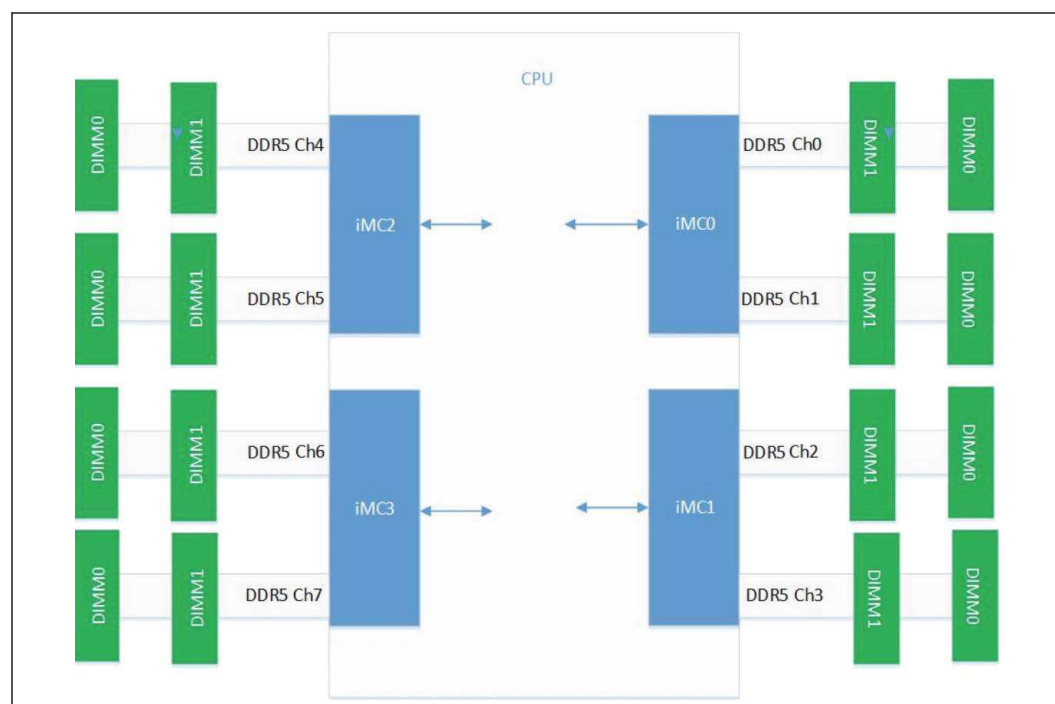 CPU
DIMM0
DIMM1
DDR5 Ch4
iMC2
iMC0
DDR5 Ch0
DIMM1
DIMM0
DIMM0
DIMM1
DDR5 Ch5
DDR5 Ch1
DIMM1
DIMM0
DIMM0
DIMM1
DDR5 Ch6
iMC3
iMC1
DDR5 Ch2
DIMM1
DIMM0
DIMM0
DIMM1
DDR5 Ch7
DDR5 Ch3
DIMM1
DIMM0